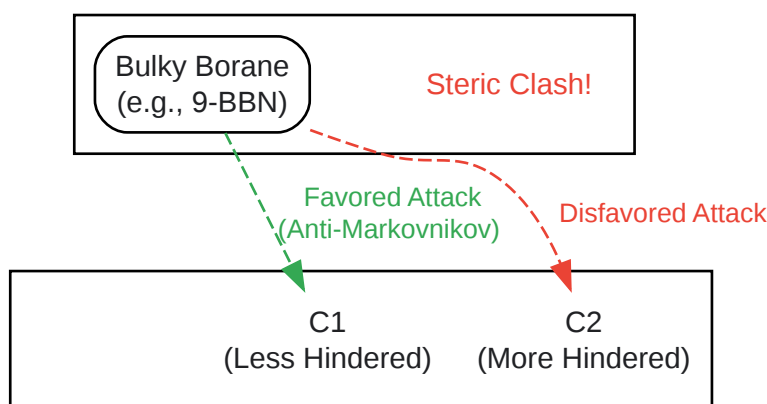 Bulky Borane
(e.g., 9-BBN)
Steric Clash!
Favored Attack
(Anti-Markovnikov)
Disfavored Attack
C1
(Less Hindered)
C2
(More Hindered)